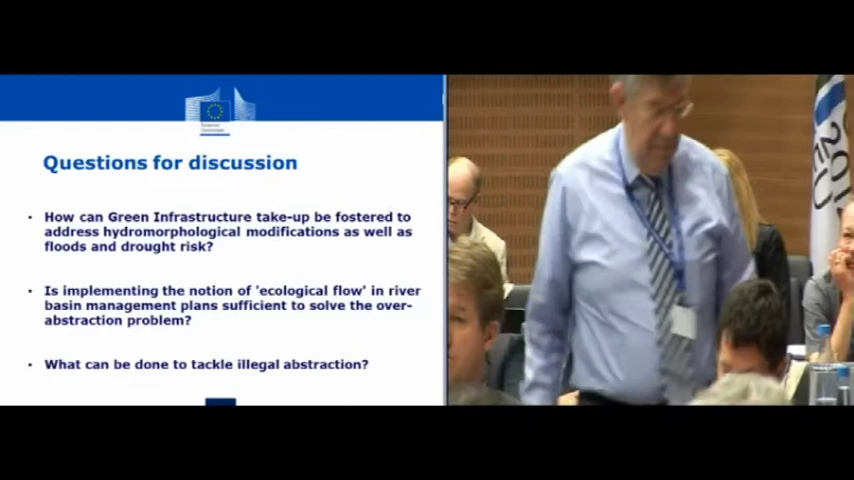 European
Commission
Questions for discussion
• How can Green Infrastructure take-up be fostered to
address hydromorphological modifications as well as
floods and drought risk?
• Is implementing the notion of 'ecological flow' in river
basin management plans sufficient to solve the over-
abstraction problem?
• What can be done to tackle illegal abstraction?